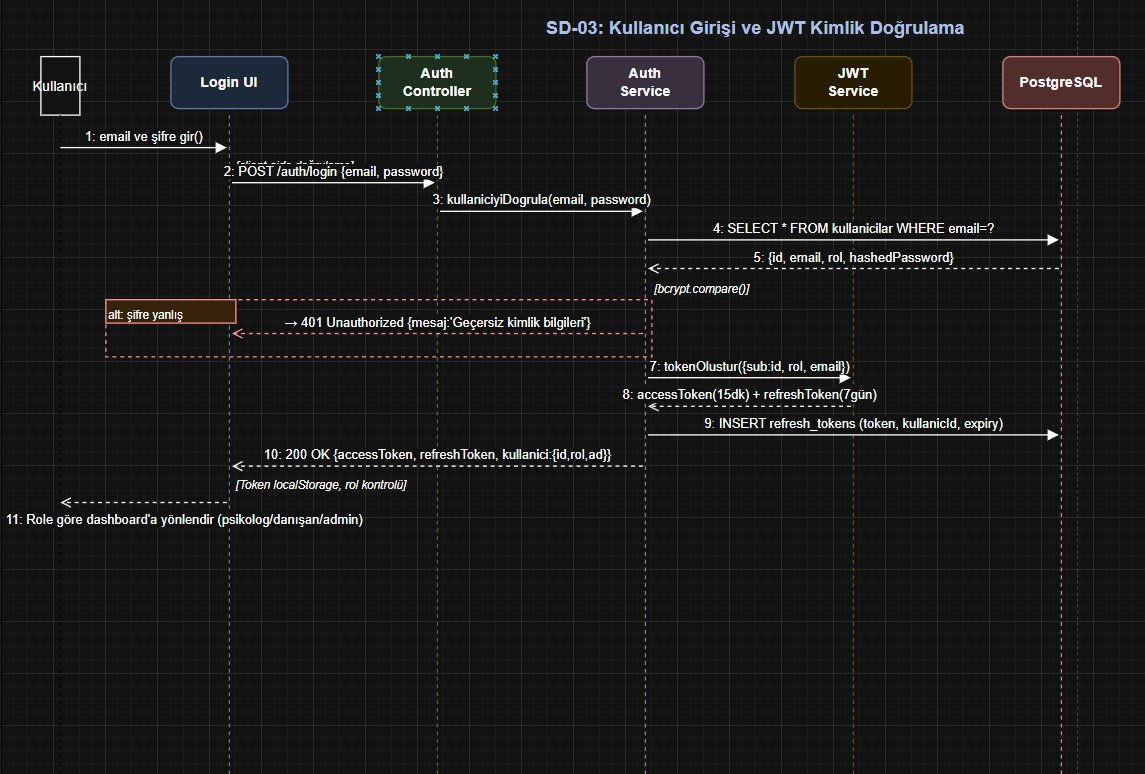 SD-03: Kullanıcı Girişi ve JWT Kimlik Doğrulama
Kullanıcı
Login UI
Auth
Controller
Auth
Service
JWT
Service
PostgreSQL
1: email ve şifre gir()
2: POST /auth/login {email, password}
3: kullaniciyiDogrula(email, password)
4: SELECT * FROM kullanicilar WHERE email=?
5: {id, email, rol, hashedPassword}
[bcrypt.compare()]
alt: şifre yanlış
→ 401 Unauthorized {mesaj:'Geçersiz kimlik bilgileri'}
7: tokenOlustur({sub:id, rol, email})
8: accessToken(15dk) + refreshToken(7gün)
9: INSERT refresh_tokens (token, kullanicId, expiry)
10: 200 OK {accessToken, refreshToken, kullanici:{id,rol,ad}}
[Token localStorage, rol kontrolü]
11: Role göre dashboard'a yönlendir (psikolog/danışan/admin)